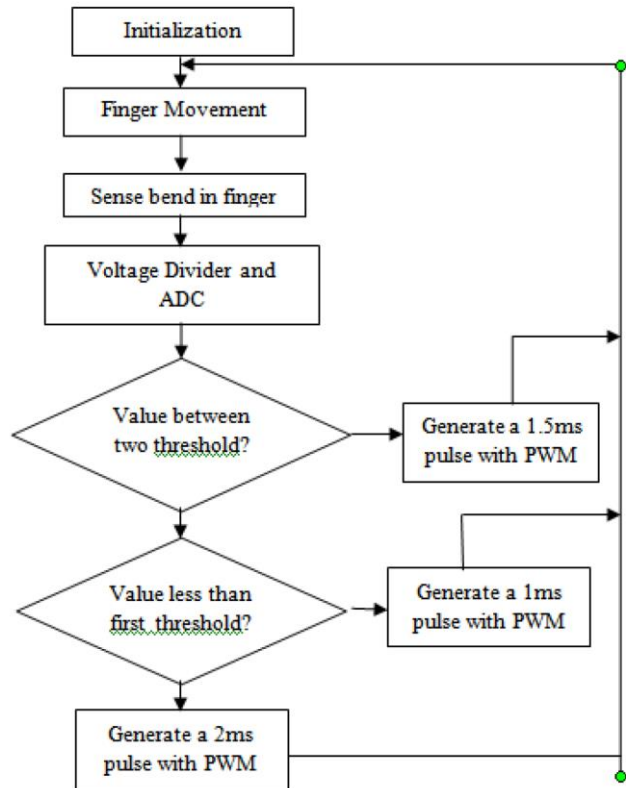 Initialization
Finger Movement
Sense bend in finger
Voltage Divider and
ADC
Value between
two threshold?
Generate a 1.5ms
pulse with PWM
Value less than
first threshold?
Generate a 1ms
pulse with PWM
Generate a 2ms
pulse with PWM